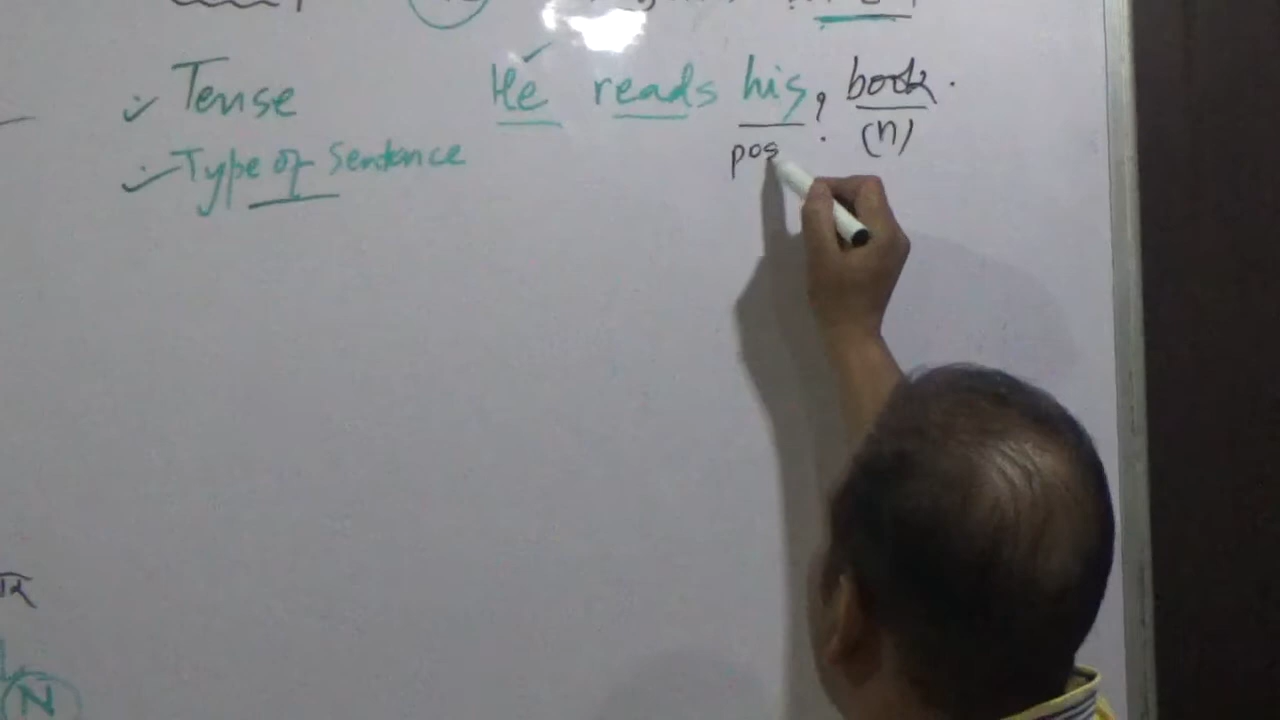 Tense He reads his ? book.
(n)
pos
Type of Sentence
N